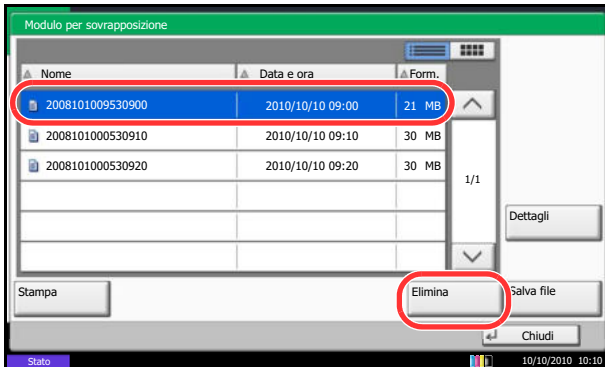 Modulo per sovrapposizione
Nome Data e ora Form.
2008101009530900 2010/10/10 09:00 21 MB
2008101000530910 2010/10/10 09:10 30 MB
2008101000530920 2010/10/10 09:20 30 MB
1/1
Dettagli
Stampa Elimina Salva file
Chiudi
Stato 10/10/2010 10:10